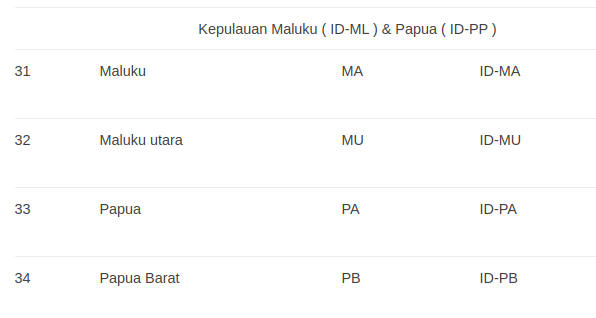 Kepulauan Maluku ( ID-ML ) & Papua ( ID-PP )
31 Maluku MA ID-MA
32 Maluku utara MU ID-MU
33 Papua PA ID-PA
34 Papua Barat PB ID-PB